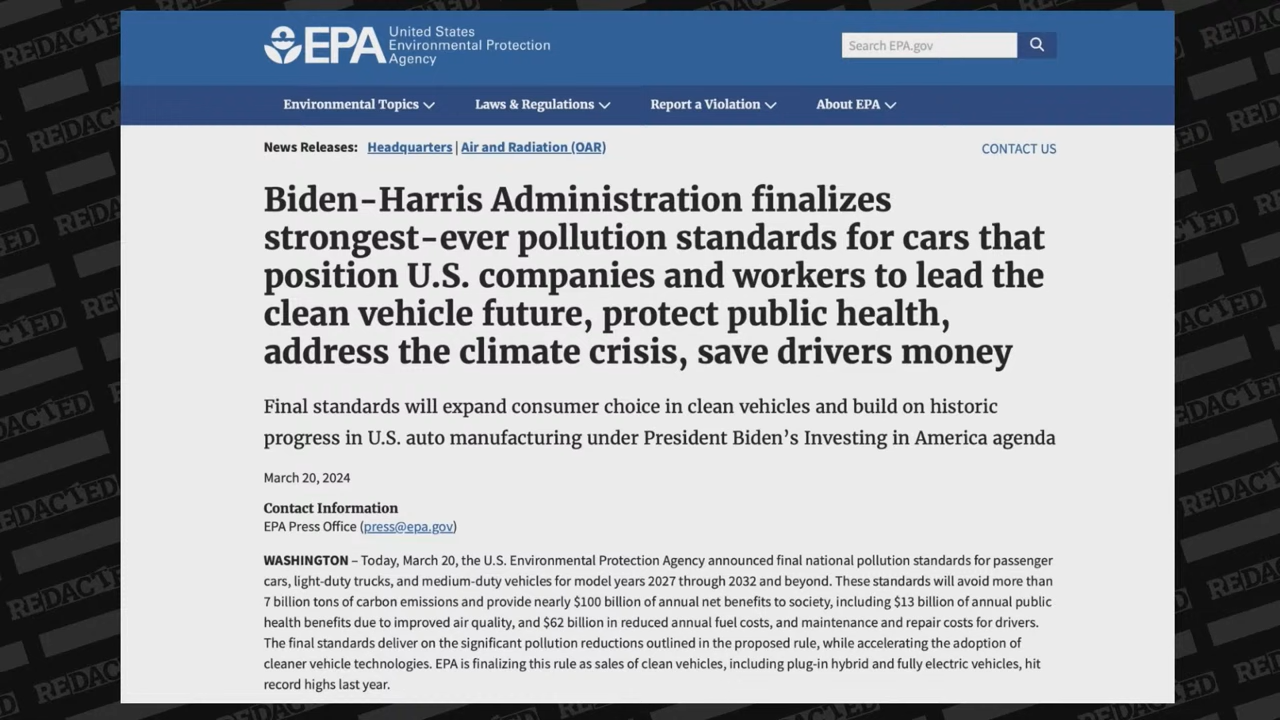 EPA
United States
Environmental Protection
Agency
Search EPA.gov
Environmental Topics
Laws & Regulations
Report a Violation
About EPA
News Releases: Headquarters | Air and Radiation (OAR)
CONTACT US
Biden-Harris Administration finalizes
strongest-ever pollution standards for cars that
position U.S. companies and workers to lead the
clean vehicle future, protect public health,
address the climate crisis, save drivers money
Final standards will expand consumer choice in clean vehicles and build on historic
progress in U.S. auto manufacturing under President Biden’s Investing in America agenda
March 20, 2024
Contact Information
EPA Press Office (press@epa.gov)
WASHINGTON – Today, March 20, the U.S. Environmental Protection Agency announced final national pollution standards for passenger
cars, light-duty trucks, and medium-duty vehicles for model years 2027 through 2032 and beyond. These standards will avoid more than
7 billion tons of carbon emissions and provide nearly $100 billion of annual net benefits to society, including $13 billion of annual public
health benefits due to improved air quality, and $62 billion in reduced annual fuel costs, and maintenance and repair costs for drivers.
The final standards deliver on the significant pollution reductions outlined in the proposed rule, while accelerating the adoption of
cleaner vehicle technologies. EPA is finalizing this rule as sales of clean vehicles, including plug-in hybrid and fully electric vehicles, hit
record highs last year.
REDACTED
REDACTED
REDACTED
REDACTED